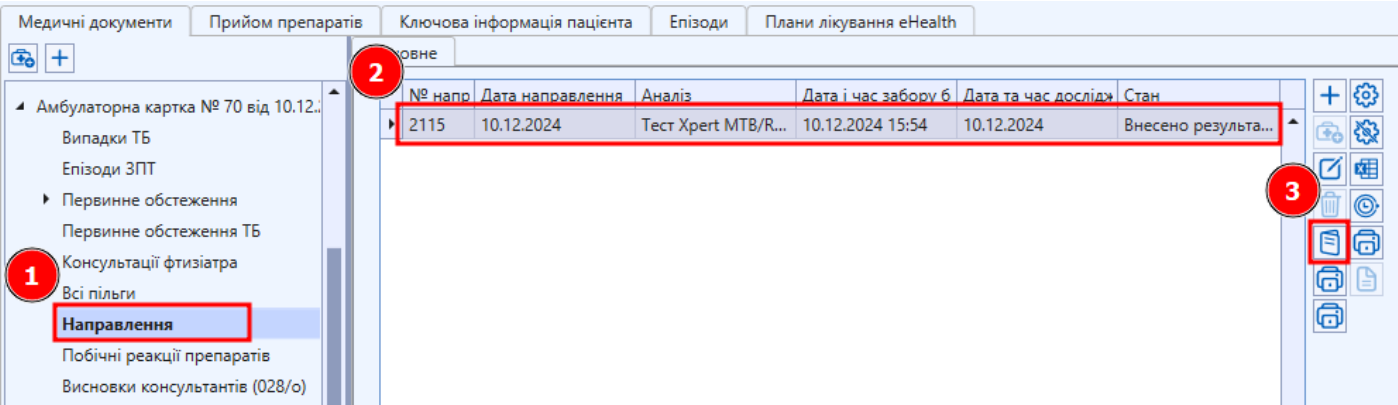 Медичні документи Прийом препаратів Ключова інформація пацієнта Епізоди Плани лікування eHealth
овне
2
№ напр Дата направлення Аналіз Дата і час забору б Дата та час дослідж Стан
Амбулаторна картка № 70 від 10.12.:
2115 10.12.2024 Тест Xpert MTB/R... 10.12.2024 15:54 10.12.2024 Внесено результа...
Випадки ТБ
Епізоди ЗПТ
3
Первинне обстеження
Первинне обстеження ТБ
Консультації фтизіатра
1
Всі пільги
Направлення
Побічні реакції препаратів
Висновки консультантів (028/о)